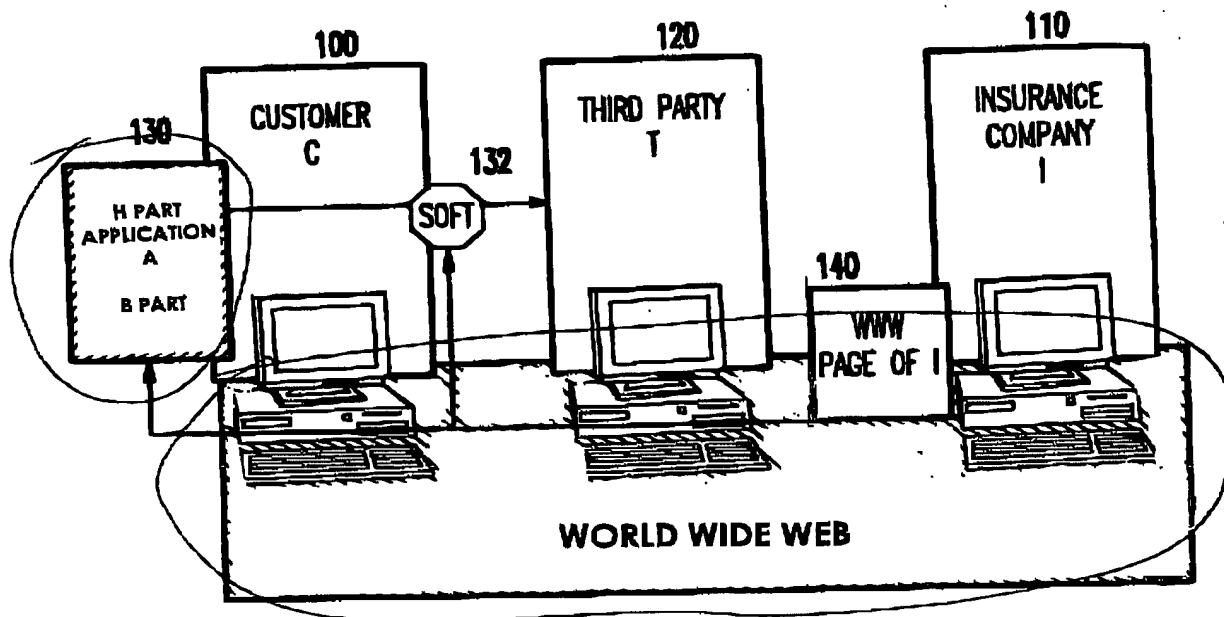 100
120
110
CUSTOMER
C
THIRD PARTY
T
INSURANCE
COMPANY
I
130
132
H PART
APPLICATION
A
B PART
SOFT
140
WWW
PAGE OF I
WORLD WIDE WEB